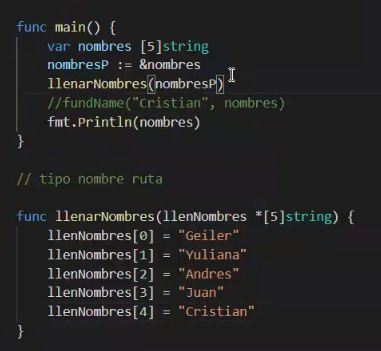 func main() {
    var nombres [5]string
    nombresP := &nombres
    llenarNombres(nombresP)
    //fundName("Cristian", nombres)
    fmt.Println(nombres)
}
// tipo nombre ruta
func llenarNombres(llenNombres *[5]string) {
    llenNombres[0] = "Geiler"
    llenNombres[1] = "Yuliana"
    llenNombres[2] = "Andres"
    llenNombres[3] = "Juan"
    llenNombres[4] = "Cristian"
}